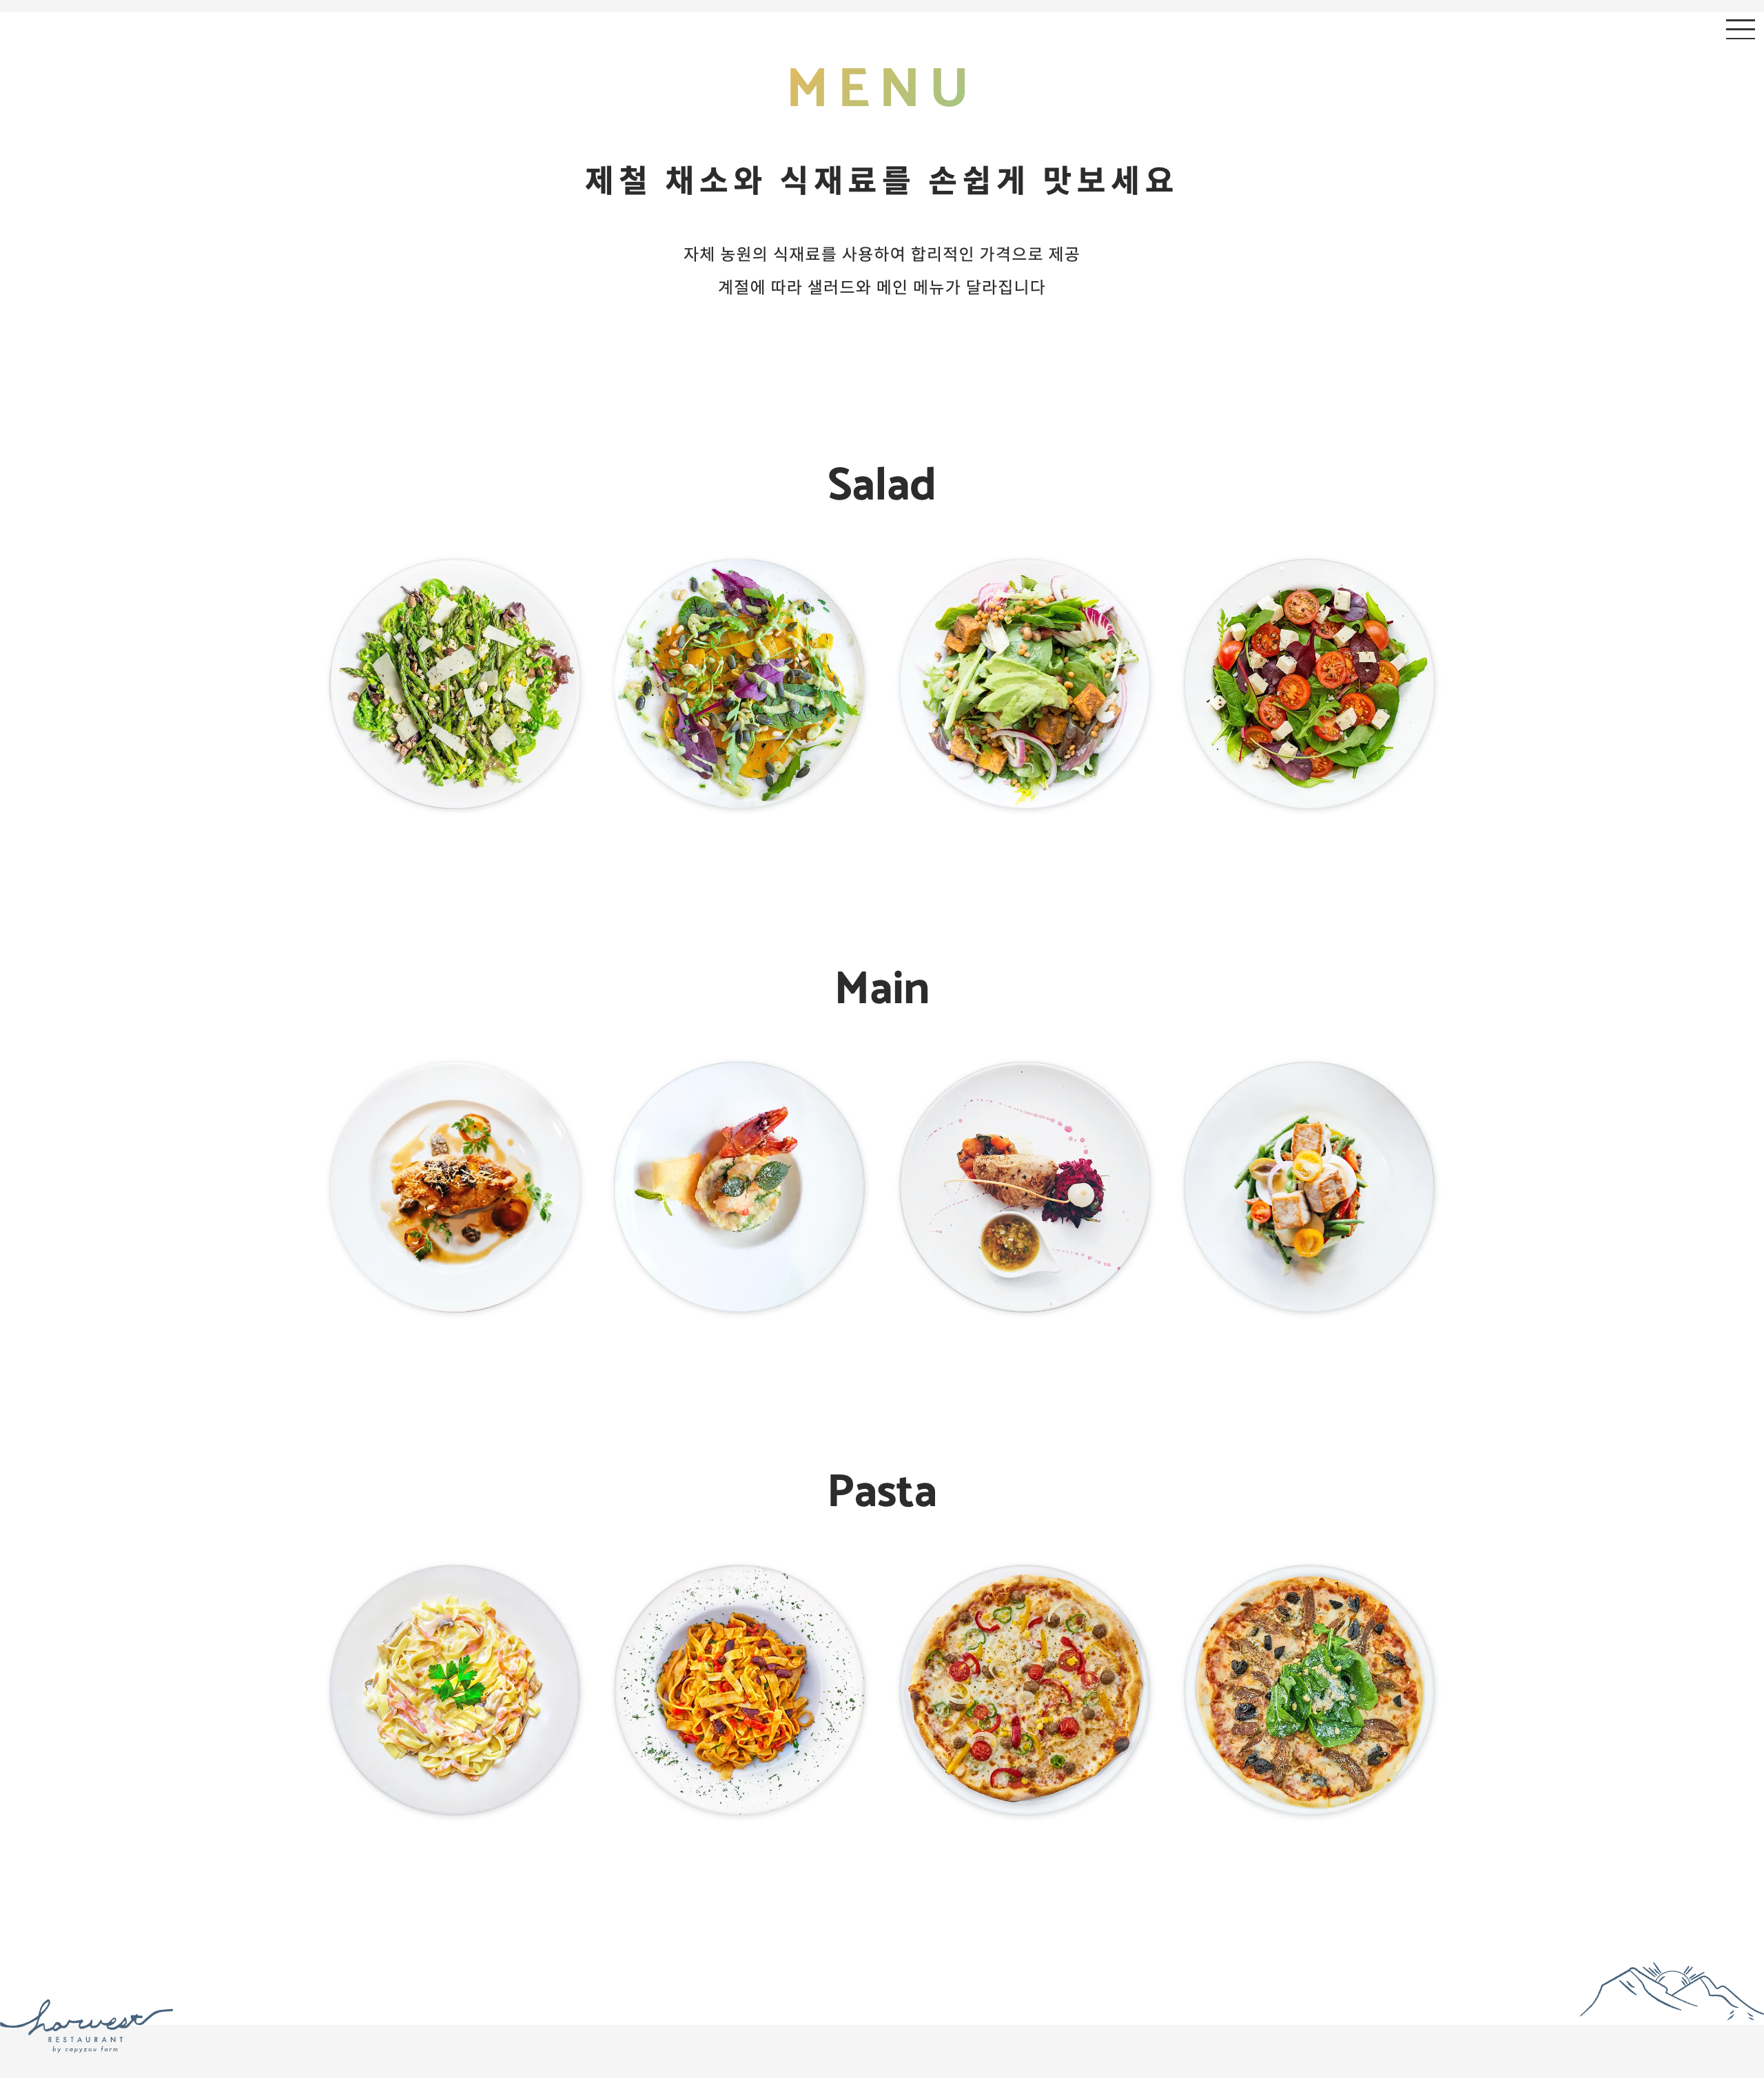 MENU
제철 채소와 식재료를 손쉽게 맛보세요
자체 농원의 식재료를 사용하여 합리적인 가격으로 제공
계절에 따라 샐러드와 메인 메뉴가 달라집니다
Salad
Main
Pasta
harvest
RESTAURANT
by capyzou farm